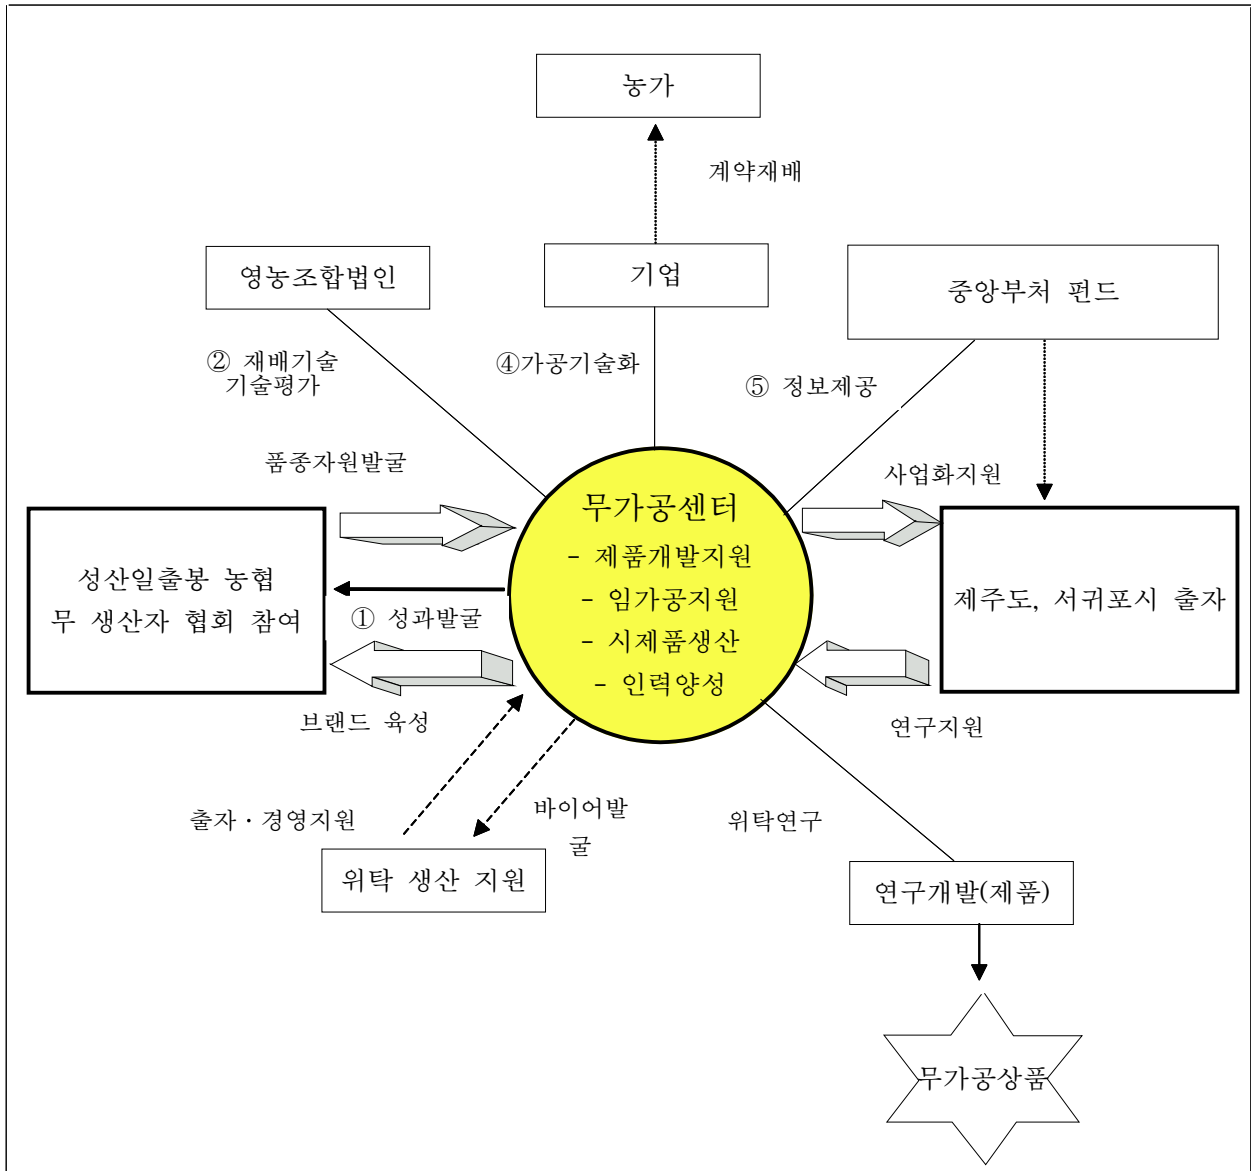 농가
계약재배
영농조합법인
기업
중앙부처 펀드
② 재배기술
기술평가
④가공기술화
⑤ 정보제공
품종자원발굴
사업화지원
무가공센터
- 제품개발지원
- 임가공지원
- 시제품생산
- 인력양성
성산일출봉 농협
무 생산자 협회 참여
① 성과발굴
제주도, 서귀포시 출자
브랜드 육성
연구지원
출자·경영지원
바이어발
굴
위탁연구
위탁 생산 지원
연구개발(제품)
무가공상품